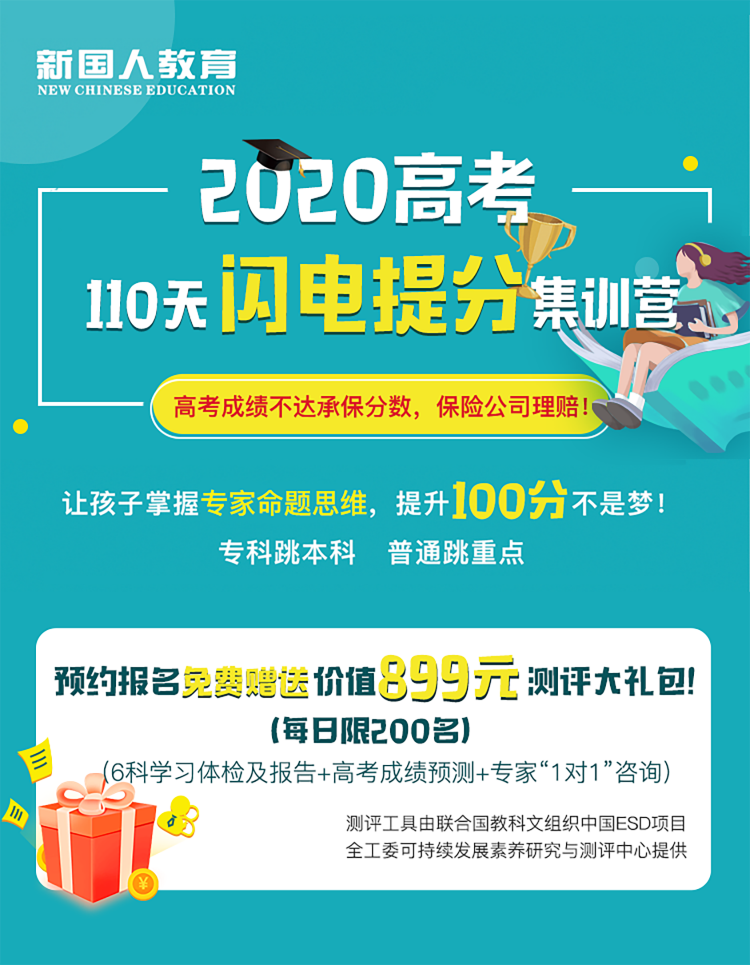 新国人教育
NEW CHINESE EDUCATION
2020高考
110天闪电提分集训营
高考成绩不达承保分数，保险公司理赔!
让孩子掌握专家命题思维，提升100分不是梦!
专科跳本科 普通跳重点
预约报名免费赠送价值899元测评大礼包!
(每日限200名)
(6科学习体检及报告+高考成绩预测+专家“1对1”咨询)
测评工具由联合国教科文组织中国ESD项目
全工委可持续发展素养研究与测评中心提供
¥